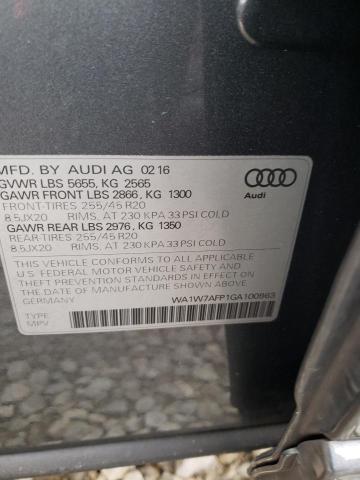 MFD. BY AUDI AG 02 16
GVWR LBS 5655, KG 2565
GAWR FRONT LBS 2866, KG 1300
FRONT-TIRES 255/45 R20
8.5JX20 RIMS, AT 230 KPA 33 PSI COLD
GAWR REAR LBS 2976, KG 1350
REAR-TIRES 255/45 R20
8.5JX20 RIMS, AT 230 KPA 33 PSI COLD
THIS VEHICLE CONFORMS TO ALL APPLICABLE
U.S. FEDERAL MOTOR VEHICLE SAFETY, BUMPER AND
THEFT PREVENTION STANDARDS IN EFFECT ON THE
DATE OF MANUFACTURE SHOWN ABOVE
GERMANY
WA1W7AFP1GA100963
TYPE
MPV
Audi